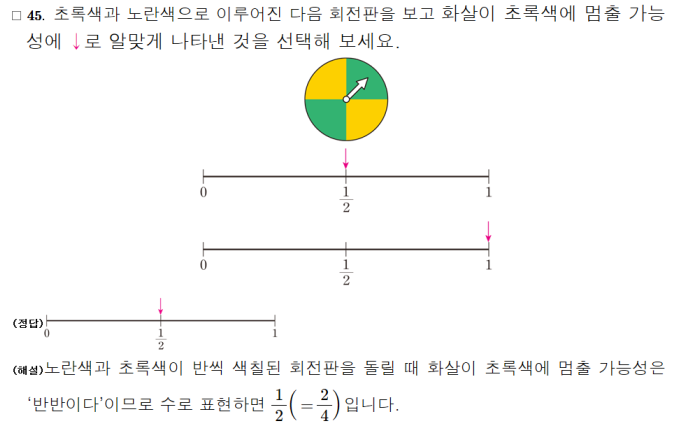 □ 45. 초록색과 노란색으로 이루어진 다음 회전판을 보고 화살이 초록색에 멈출 가능
성에 ↓로 알맞게 나타낸 것을 선택해 보세요.
0 1/2 1
0 1/2 1
(정답) 0 1/2 1
(해설)노란색과 초록색이 반씩 색칠된 회전판을 돌릴 때 화살이 초록색에 멈출 가능성은
‘반반이다’이므로 수로 표현하면 1/2(=2/4)입니다.